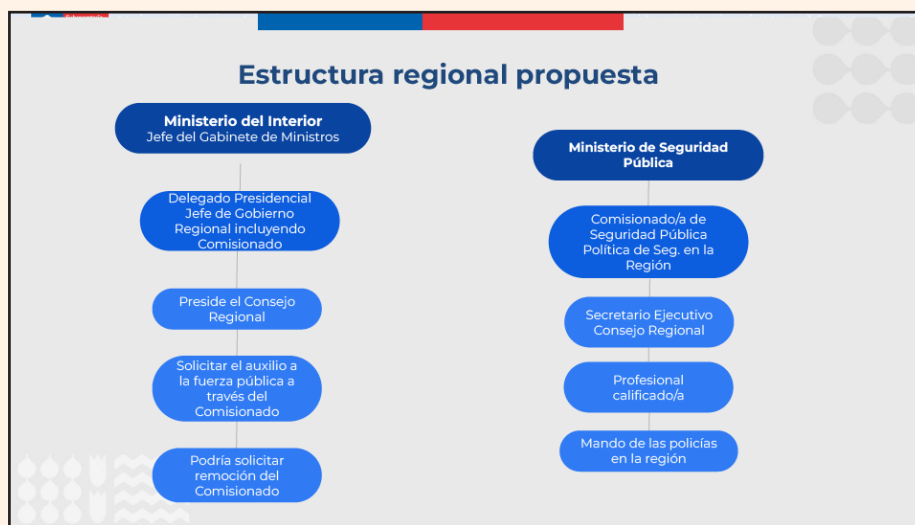 Estructura regional propuesta
Ministerio del Interior
Jefe del Gabinete de Ministros
Delegado Presidencial
Jefe de Gobierno
Regional incluyendo
Comisionado
Preside el Consejo
Regional
Solicitar el auxilio a
la fuerza pública a
través del
Comisionado
Podría solicitar
remoción del
Comisionado
Ministerio de Seguridad
Pública
Comisionado/a de
Seguridad Pública
Política de Seg. en la
Región
Secretario Ejecutivo
Consejo Regional
Profesional
calificado/a
Mando de las policías
en la región